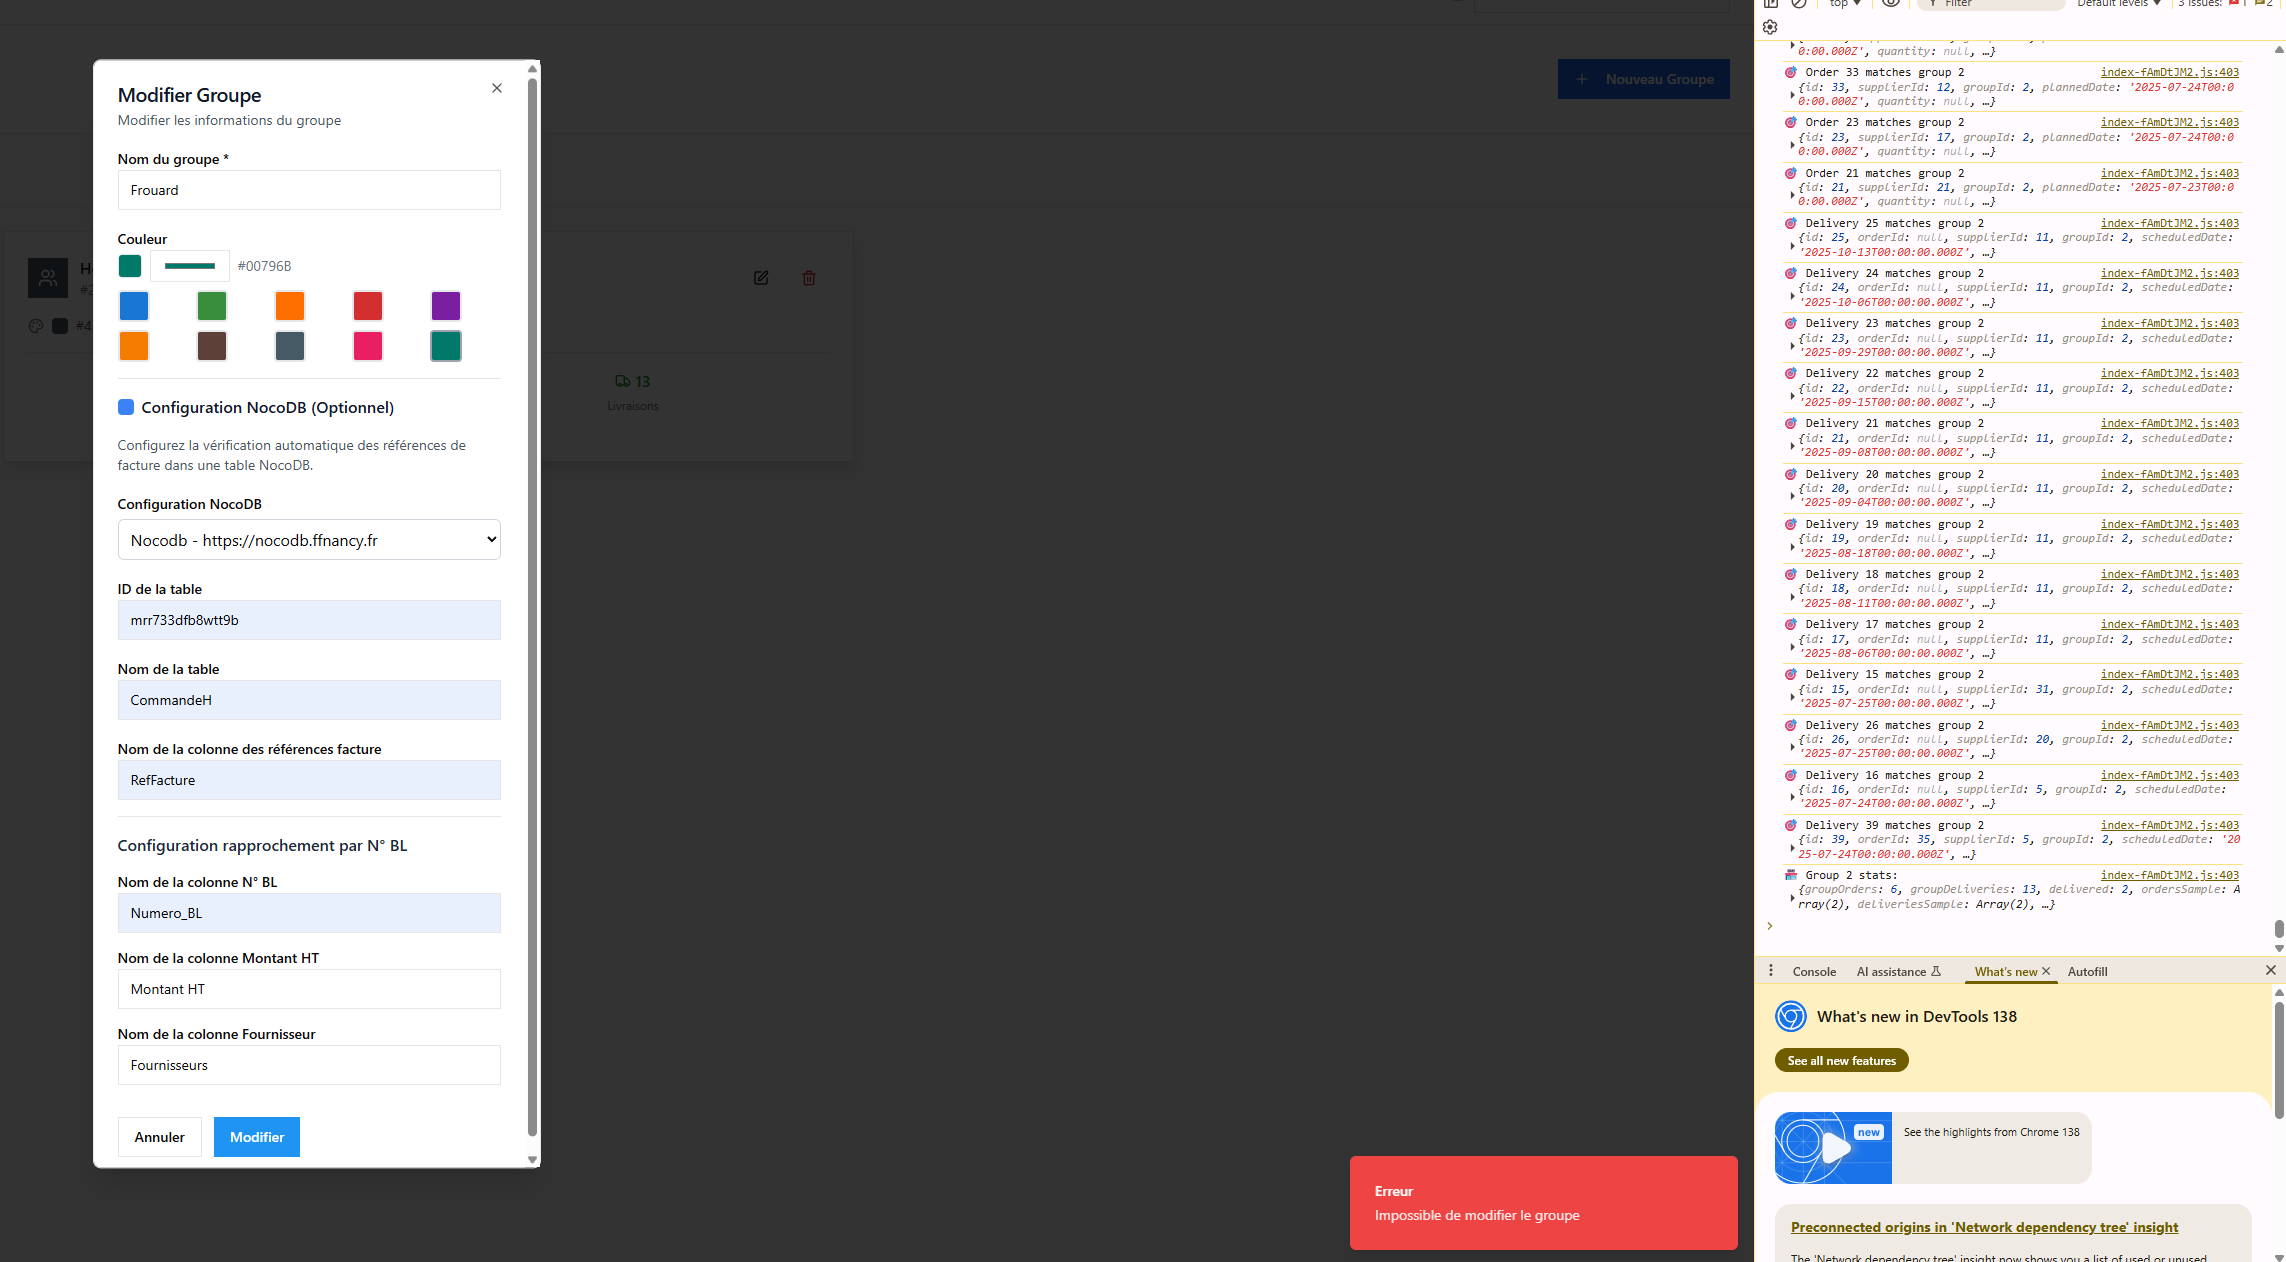 Modifier Groupe
Modifier les informations du groupe
Nom du groupe *
Frouard
Couleur
#00796B
Configuration NocoDB (Optionnel)
Configurez la vérification automatique des références de
facture dans une table NocoDB.
Configuration NocoDB
Nocodb - https://nocodb.ffnancy.fr
ID de la table
mrr733dfb8wtt9b
Nom de la table
CommandeH
Nom de la colonne des références facture
RefFacture
Configuration rapprochement par N° BL
Nom de la colonne N° BL
Numero_BL
Nom de la colonne Montant HT
Montant HT
Nom de la colonne Fournisseur
Fournisseurs
Annuler
Modifier
+ Nouveau Groupe
13
Livraisons
Erreur
Impossible de modifier le groupe
top
Filter
Default levels
3 Issues: 1 2
0:00.000Z', quantity: null, …}
Order 33 matches group 2 index-fAmDtJM2.js:403
{id: 33, supplierId: 12, groupId: 2, plannedDate: '2025-07-24T00:0
0:00.000Z', quantity: null, …}
Order 23 matches group 2 index-fAmDtJM2.js:403
{id: 23, supplierId: 17, groupId: 2, plannedDate: '2025-07-24T00:0
0:00.000Z', quantity: null, …}
Order 21 matches group 2 index-fAmDtJM2.js:403
{id: 21, supplierId: 21, groupId: 2, plannedDate: '2025-07-23T00:0
0:00.000Z', quantity: null, …}
Delivery 25 matches group 2 index-fAmDtJM2.js:403
{id: 25, orderId: null, supplierId: 11, groupId: 2, scheduledDate:
'2025-10-13T00:00:00.000Z', …}
Delivery 24 matches group 2 index-fAmDtJM2.js:403
{id: 24, orderId: null, supplierId: 11, groupId: 2, scheduledDate:
'2025-10-06T00:00:00.000Z', …}
Delivery 23 matches group 2 index-fAmDtJM2.js:403
{id: 23, orderId: null, supplierId: 11, groupId: 2, scheduledDate:
'2025-09-29T00:00:00.000Z', …}
Delivery 22 matches group 2 index-fAmDtJM2.js:403
{id: 22, orderId: null, supplierId: 11, groupId: 2, scheduledDate:
'2025-09-15T00:00:00.000Z', …}
Delivery 21 matches group 2 index-fAmDtJM2.js:403
{id: 21, orderId: null, supplierId: 11, groupId: 2, scheduledDate:
'2025-09-08T00:00:00.000Z', …}
Delivery 20 matches group 2 index-fAmDtJM2.js:403
{id: 20, orderId: null, supplierId: 11, groupId: 2, scheduledDate:
'2025-09-04T00:00:00.000Z', …}
Delivery 19 matches group 2 index-fAmDtJM2.js:403
{id: 19, orderId: null, supplierId: 11, groupId: 2, scheduledDate:
'2025-08-18T00:00:00.000Z', …}
Delivery 18 matches group 2 index-fAmDtJM2.js:403
{id: 18, orderId: null, supplierId: 11, groupId: 2, scheduledDate:
'2025-08-11T00:00:00.000Z', …}
Delivery 17 matches group 2 index-fAmDtJM2.js:403
{id: 17, orderId: null, supplierId: 11, groupId: 2, scheduledDate:
'2025-08-06T00:00:00.000Z', …}
Delivery 15 matches group 2 index-fAmDtJM2.js:403
{id: 15, orderId: null, supplierId: 31, groupId: 2, scheduledDate:
'2025-07-25T00:00:00.000Z', …}
Delivery 26 matches group 2 index-fAmDtJM2.js:403
{id: 26, orderId: null, supplierId: 20, groupId: 2, scheduledDate:
'2025-07-25T00:00:00.000Z', …}
Delivery 16 matches group 2 index-fAmDtJM2.js:403
{id: 16, orderId: null, supplierId: 5, groupId: 2, scheduledDate:
'2025-07-24T00:00:00.000Z', …}
Delivery 39 matches group 2 index-fAmDtJM2.js:403
{id: 39, orderId: 35, supplierId: 5, groupId: 2, scheduledDate: '20
25-07-24T00:00:00.000Z', …}
Group 2 stats: index-fAmDtJM2.js:403
{groupOrders: 6, groupDeliveries: 13, delivered: 2, ordersSample: A
rray(2), deliveriesSample: Array(2), …}
Console
AI assistance
What's new
Autofill
What's new in DevTools 138
See all new features
new
See the highlights from Chrome 138
Preconnected origins in 'Network dependency tree' insight
The 'Network dependency tree' insight now shows you a list of used or unused